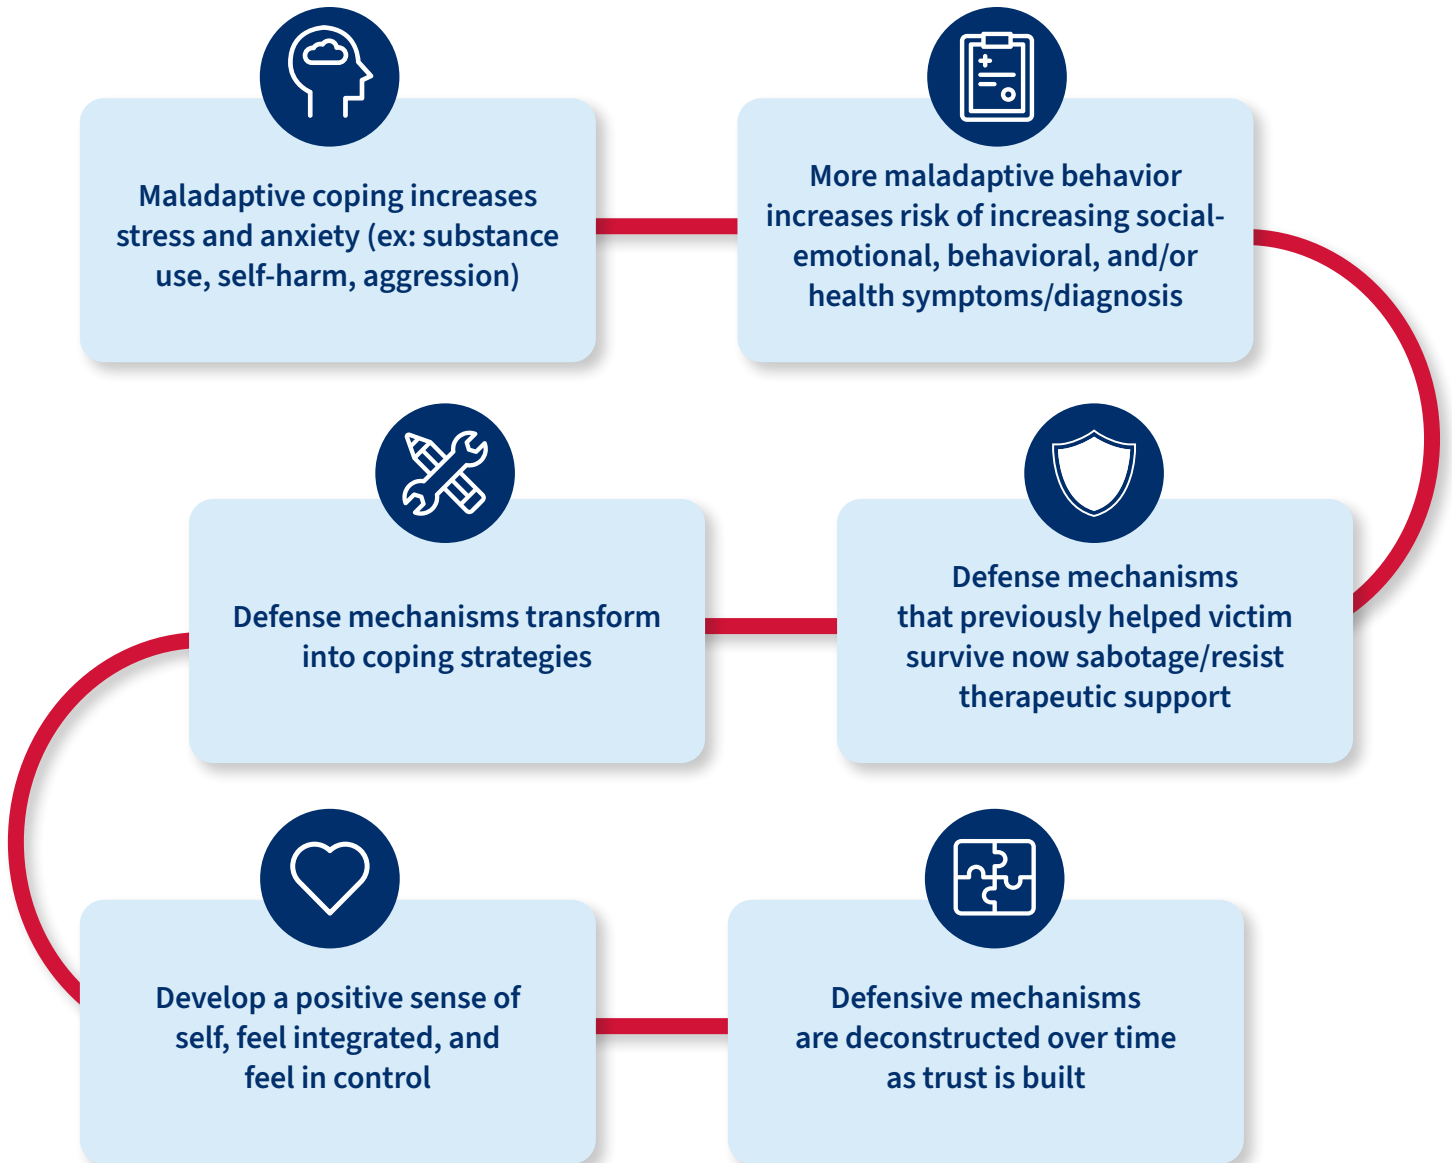 Maladaptive coping increases
stress and anxiety (ex: substance
use, self-harm, aggression)
More maladaptive behavior
increases risk of increasing social-
emotional, behavioral, and/or
health symptoms/diagnosis
Defense mechanisms
that previously helped victim
survive now sabotage/resist
therapeutic support
Defense mechanisms transform
into coping strategies
Develop a positive sense of
self, feel integrated, and
feel in control
Defensive mechanisms
are deconstructed over time
as trust is built